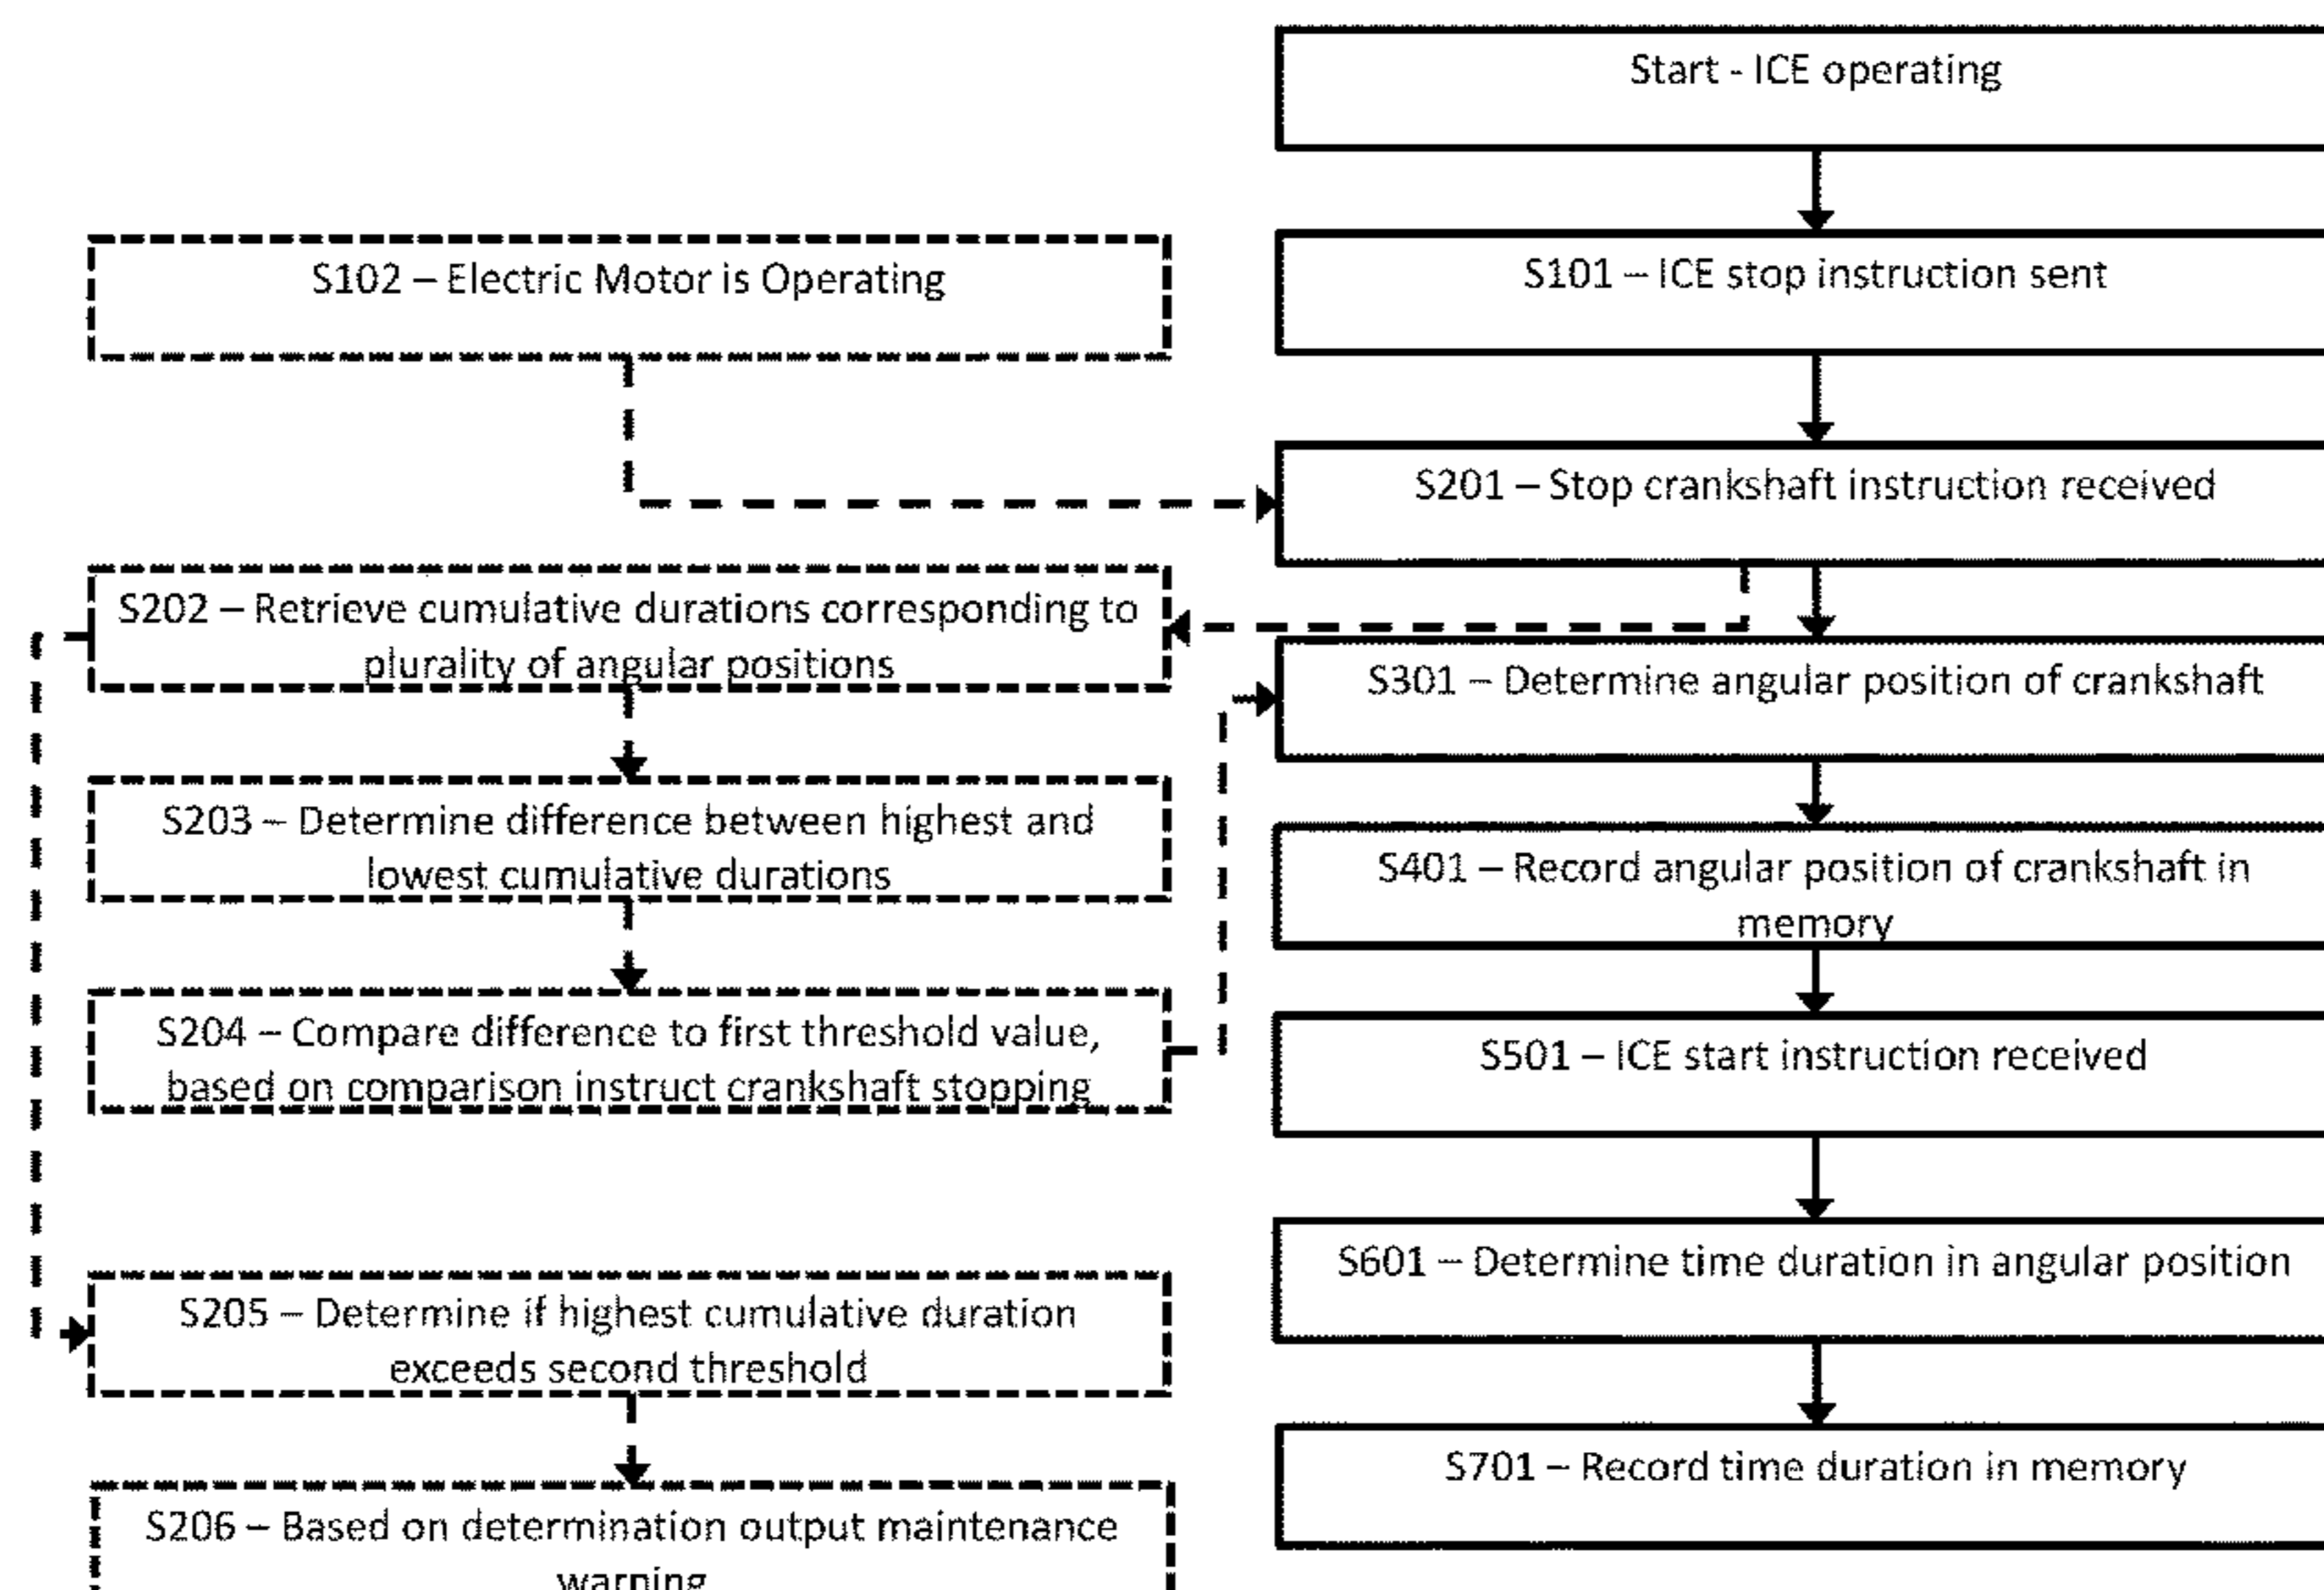 Start - ICE operating
S102 – Electric Motor is Operating
S101 – ICE stop instruction sent
S201 – Stop crankshaft instruction received
S202 – Retrieve cumulative durations corresponding to
plurality of angular positions
S301 – Determine angular position of crankshaft
S203 – Determine difference between highest and
lowest cumulative durations
S401 – Record angular position of crankshaft in
memory
S204 – Compare difference to first threshold value,
based on comparison instruct crankshaft stopping
S501 – ICE start instruction received
S205 – Determine if highest cumulative duration
exceeds second threshold
S601 – Determine time duration in angular position
S206 – Based on determination output maintenance
warning
S701 – Record time duration in memory